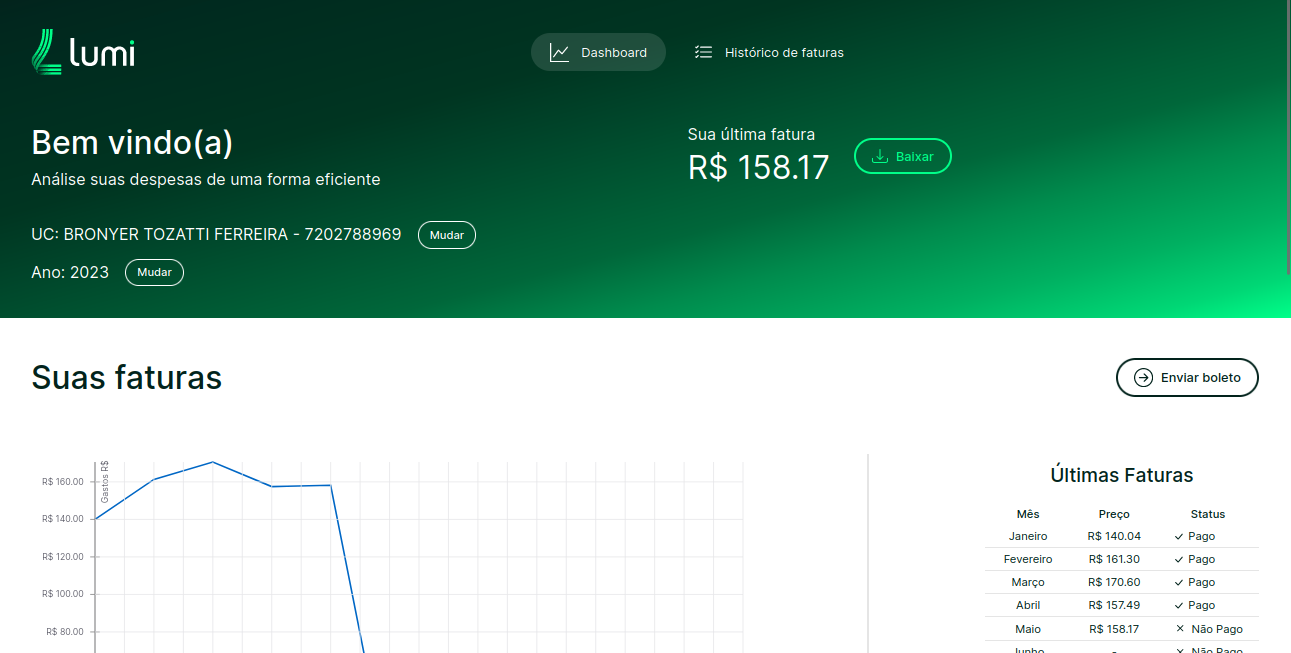 lumi
Dashboard
Histórico de faturas
Bem vindo(a)
Análise suas despesas de uma forma eficiente
Sua última fatura
R$ 158.17
Baixar
UC: BRONYER TOZATTI FERREIRA - 7202788969
Mudar
Ano: 2023
Mudar
Suas faturas
Enviar boleto
Gastos R$
R$ 160.00
R$ 140.00
R$ 120.00
R$ 100.00
R$ 80.00
Últimas Faturas
Mês Preço Status
Janeiro R$ 140.04 Pago
Fevereiro R$ 161.30 Pago
Março R$ 170.60 Pago
Abril R$ 157.49 Pago
Maio R$ 158.17 Não Pago
Junho - Não Pago